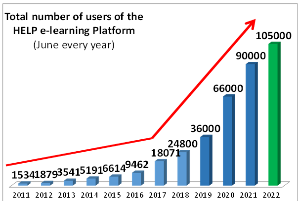 Total number of users of the
HELP e-learning Platform
(June every year)
105000
90000
66000
36000
24800
18071
1534 1879 3541 5191 6614 9462
2011 2012 2013 2014 2015 2016 2017 2018 2019 2020 2021 2022